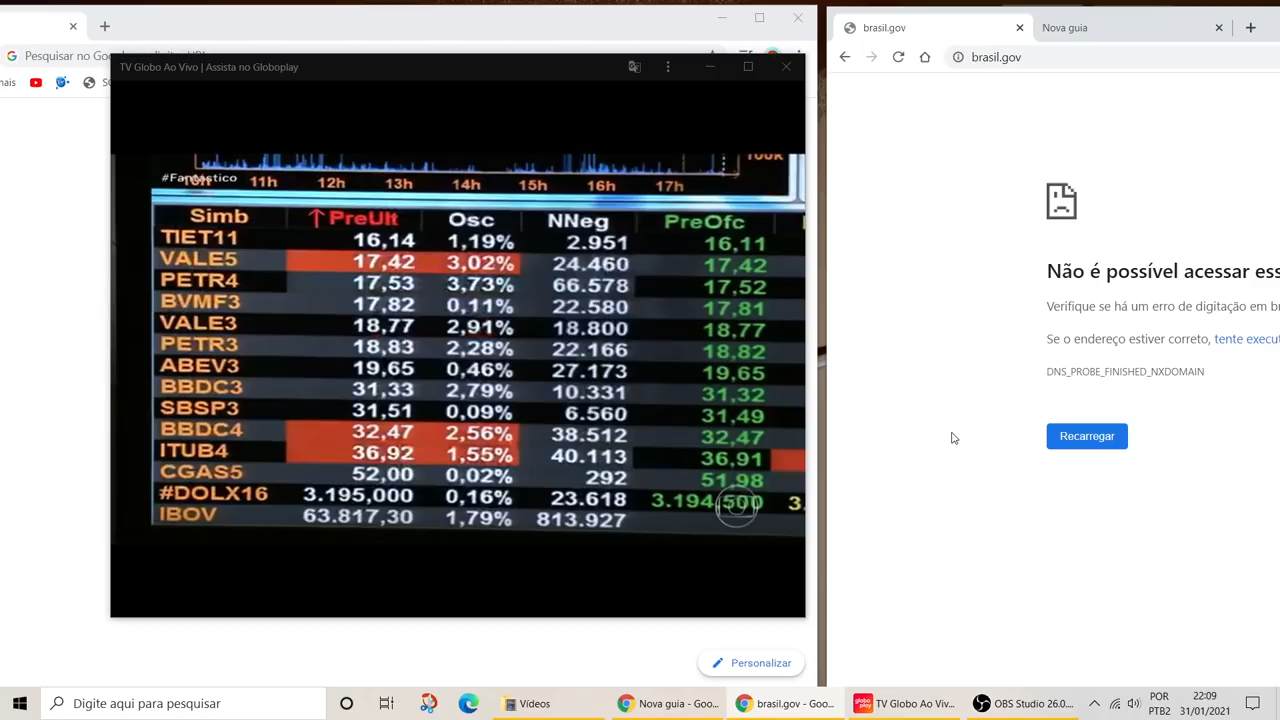 brasil.gov
Nova guia
Pesquisar no Goo
brasil.gov
mais
TV Globo Ao Vivo | Assista no Globoplay
100k
#Fantástico
11h 12h 13h 14h 15h 16h 17h
Simb ↑PreUlt Osc NNeg PreOfc
TIET11 16,14 1,19% 2.951 16,11
VALE5 17,42 3,02% 24.460 17,42
PETR4 17,53 3,73% 66.578 17,52
BVMF3 17,82 0,11% 22.580 17,81
VALE3 18,77 2,91% 18.800 18,77
PETR3 18,83 2,28% 22.166 18,82
ABEV3 19,65 0,46% 27.173 19,65
BBDC3 31,33 2,79% 10.331 31,32
SBSP3 31,51 0,09% 6.560 31,49
BBDC4 32,47 2,56% 38.512 32,47
ITUB4 36,92 1,55% 40.113 36,91
CGAS5 52,00 0,02% 292 51,98
#DOLX16 3.195,000 0,16% 23.618 3.194,500 3.
IBOV 63.817,30 1,79% 813.927
Não é possível acessar ess
Verifique se há um erro de digitação em b
Se o endereço estiver correto, tente execut
DNS_PROBE_FINISHED_NXDOMAIN
Recarregar
Personalizar
Digite aqui para pesquisar
Vídeos
Nova guia - Goo...
brasil.gov - Goo...
TV Globo Ao Viv...
OBS Studio 26.0....
POR
PTB2
22:09
31/01/2021